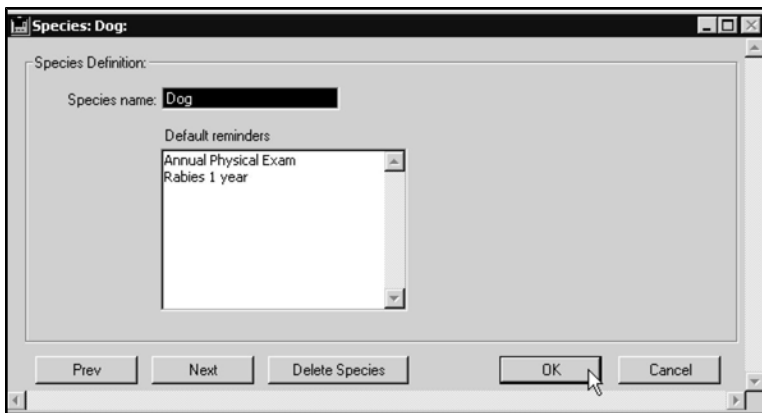 Species: Dog:
Species Definition:
Species name: Dog
Default reminders
Annual Physical Exam
Rabies 1 year
Prev Next Delete Species OK Cancel